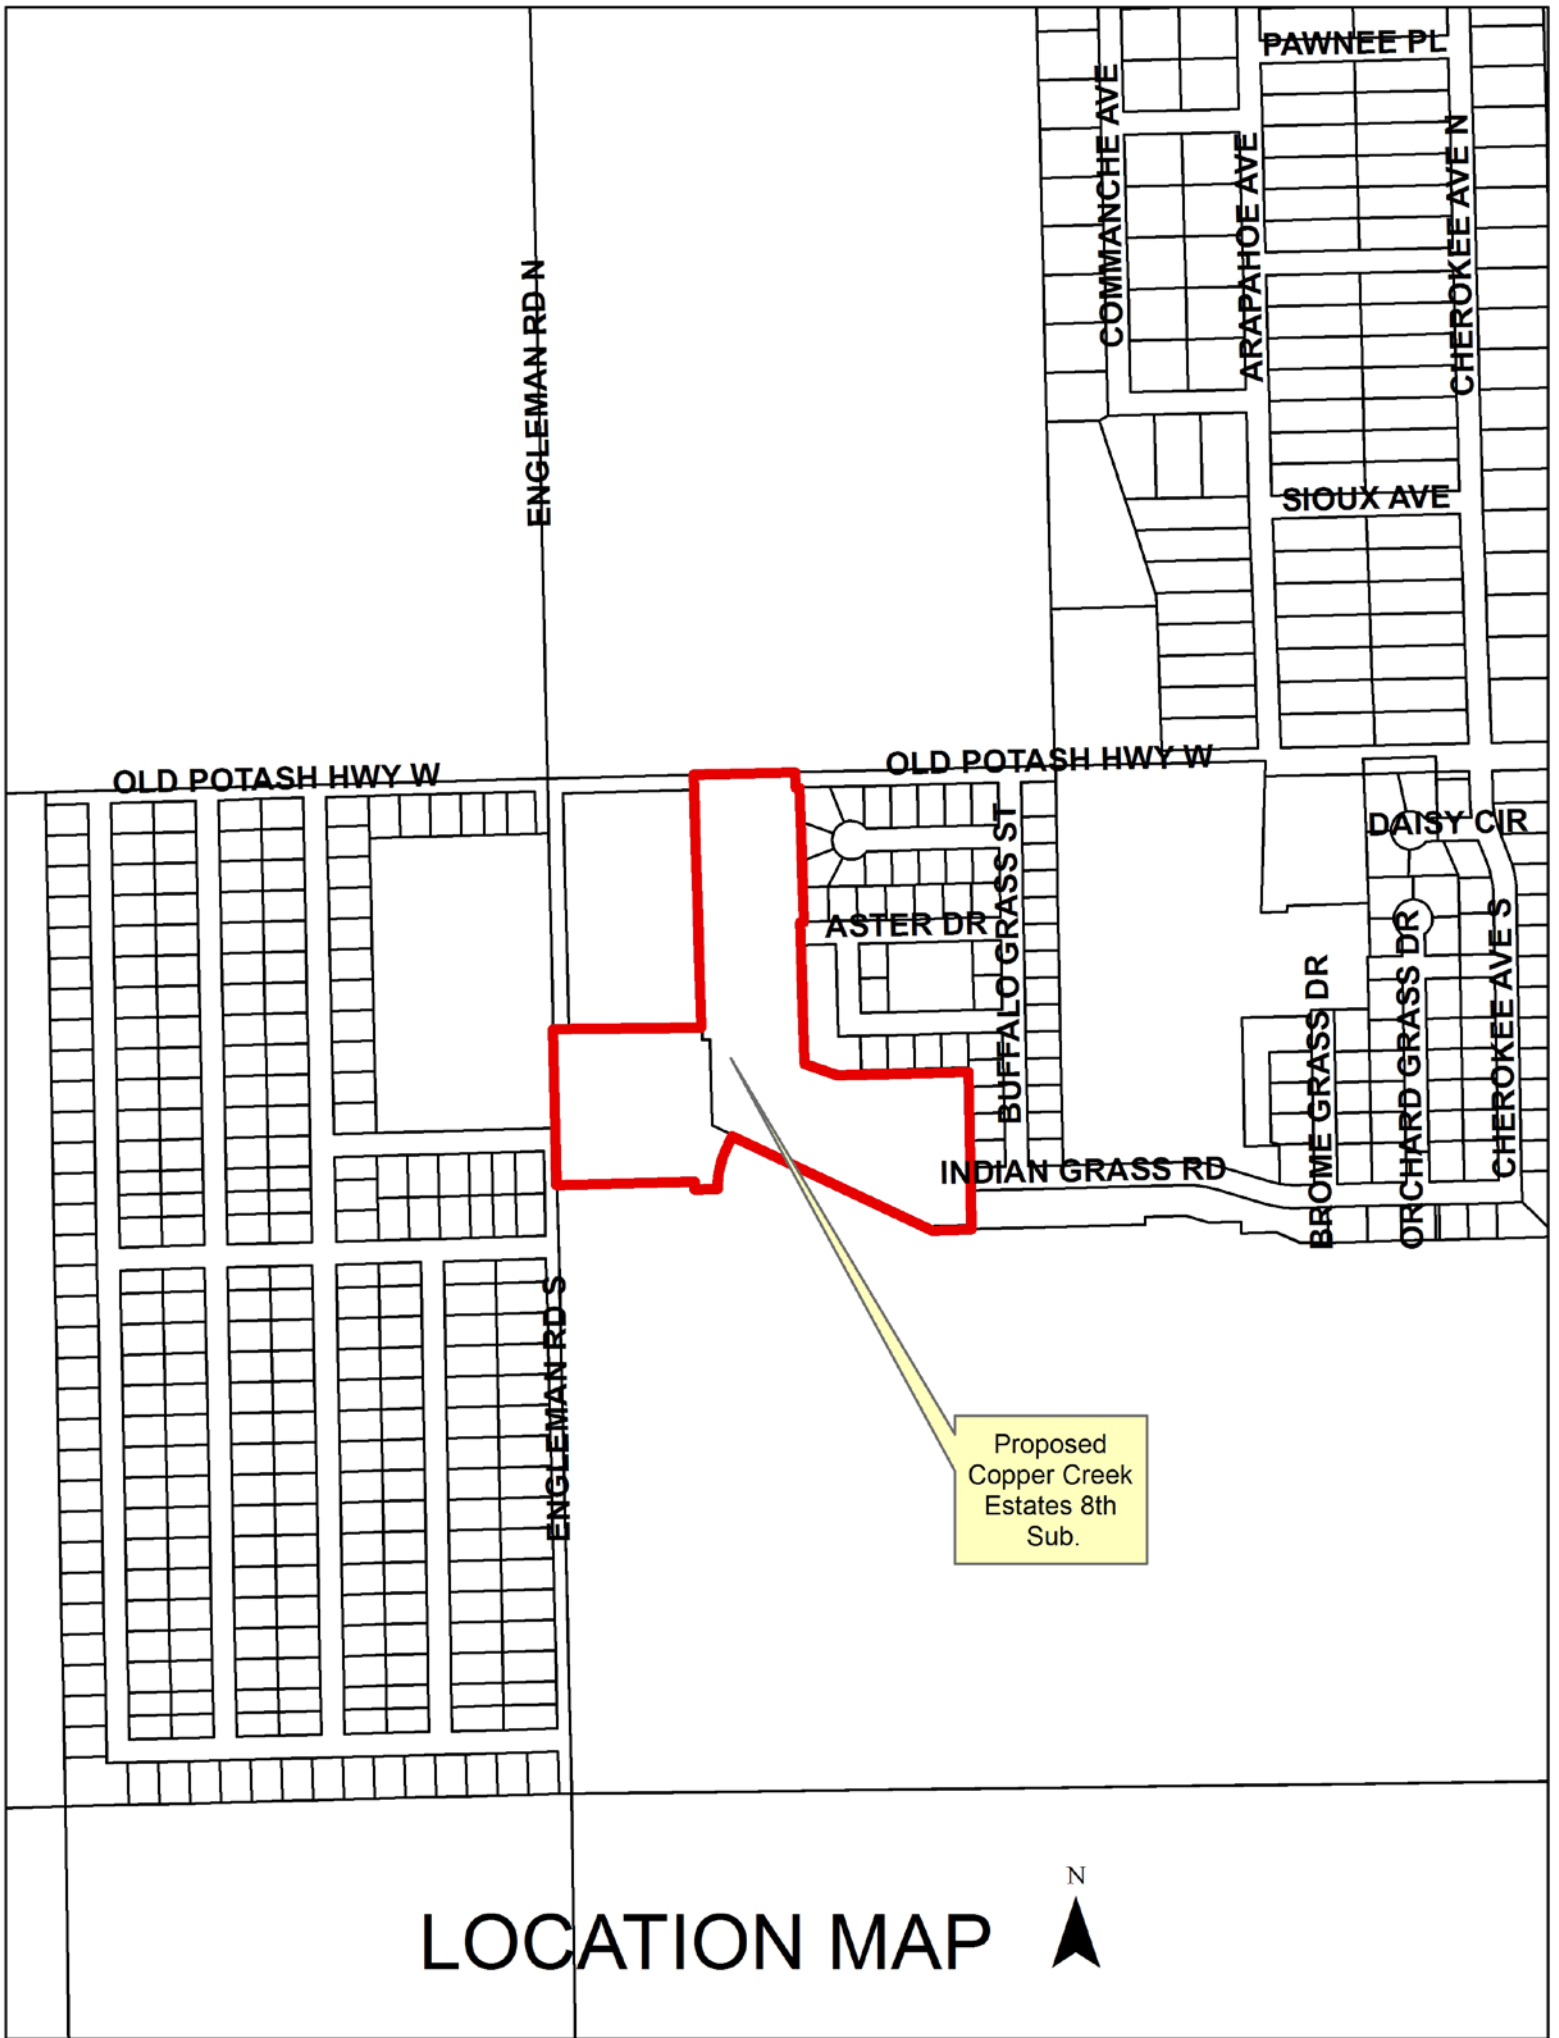 PAWNEE PL
COMMANCHE AVE
ARAPAHOE AVE
CHEROKEE AVE N
ENGLEMAN RD N
SIOUX AVE
OLD POTASH HWY W
OLD POTASH HWY W
DAISY CIR
BUFFALO GRASS ST
ASTER DR
BROME GRASS DR
ORCHARD GRASS DR
CHEROKEE AVE S
INDIAN GRASS RD
ENGLEMAN RD S
Proposed
Copper Creek
Estates 8th
Sub.
N
LOCATION MAP